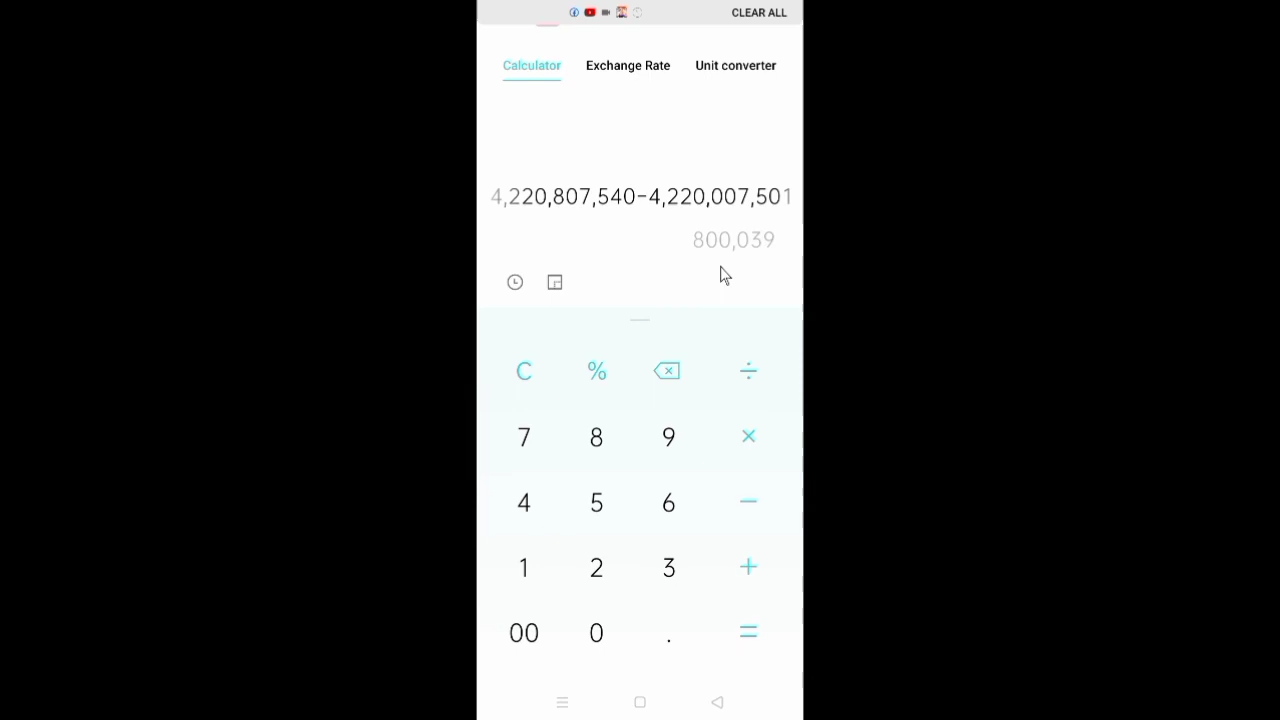 CLEAR ALL
Calculator Exchange Rate Unit converter
4,220,807,540−4,220,007,501
800,039
C % ÷
7 8 9 ×
4 5 6 −
1 2 3 +
00 0 . =